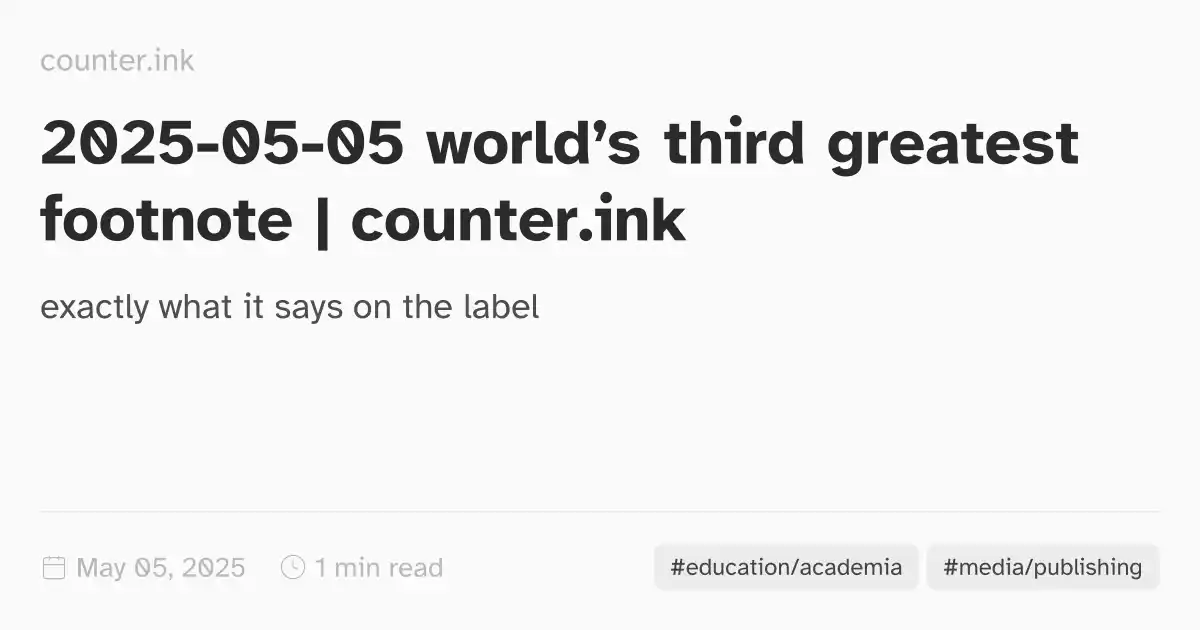 counter.ink
2025-05-05 world’s third greatest
footnote | counter.ink
exactly what it says on the label
May 05, 2025
1 min read
#education/academia
#media/publishing